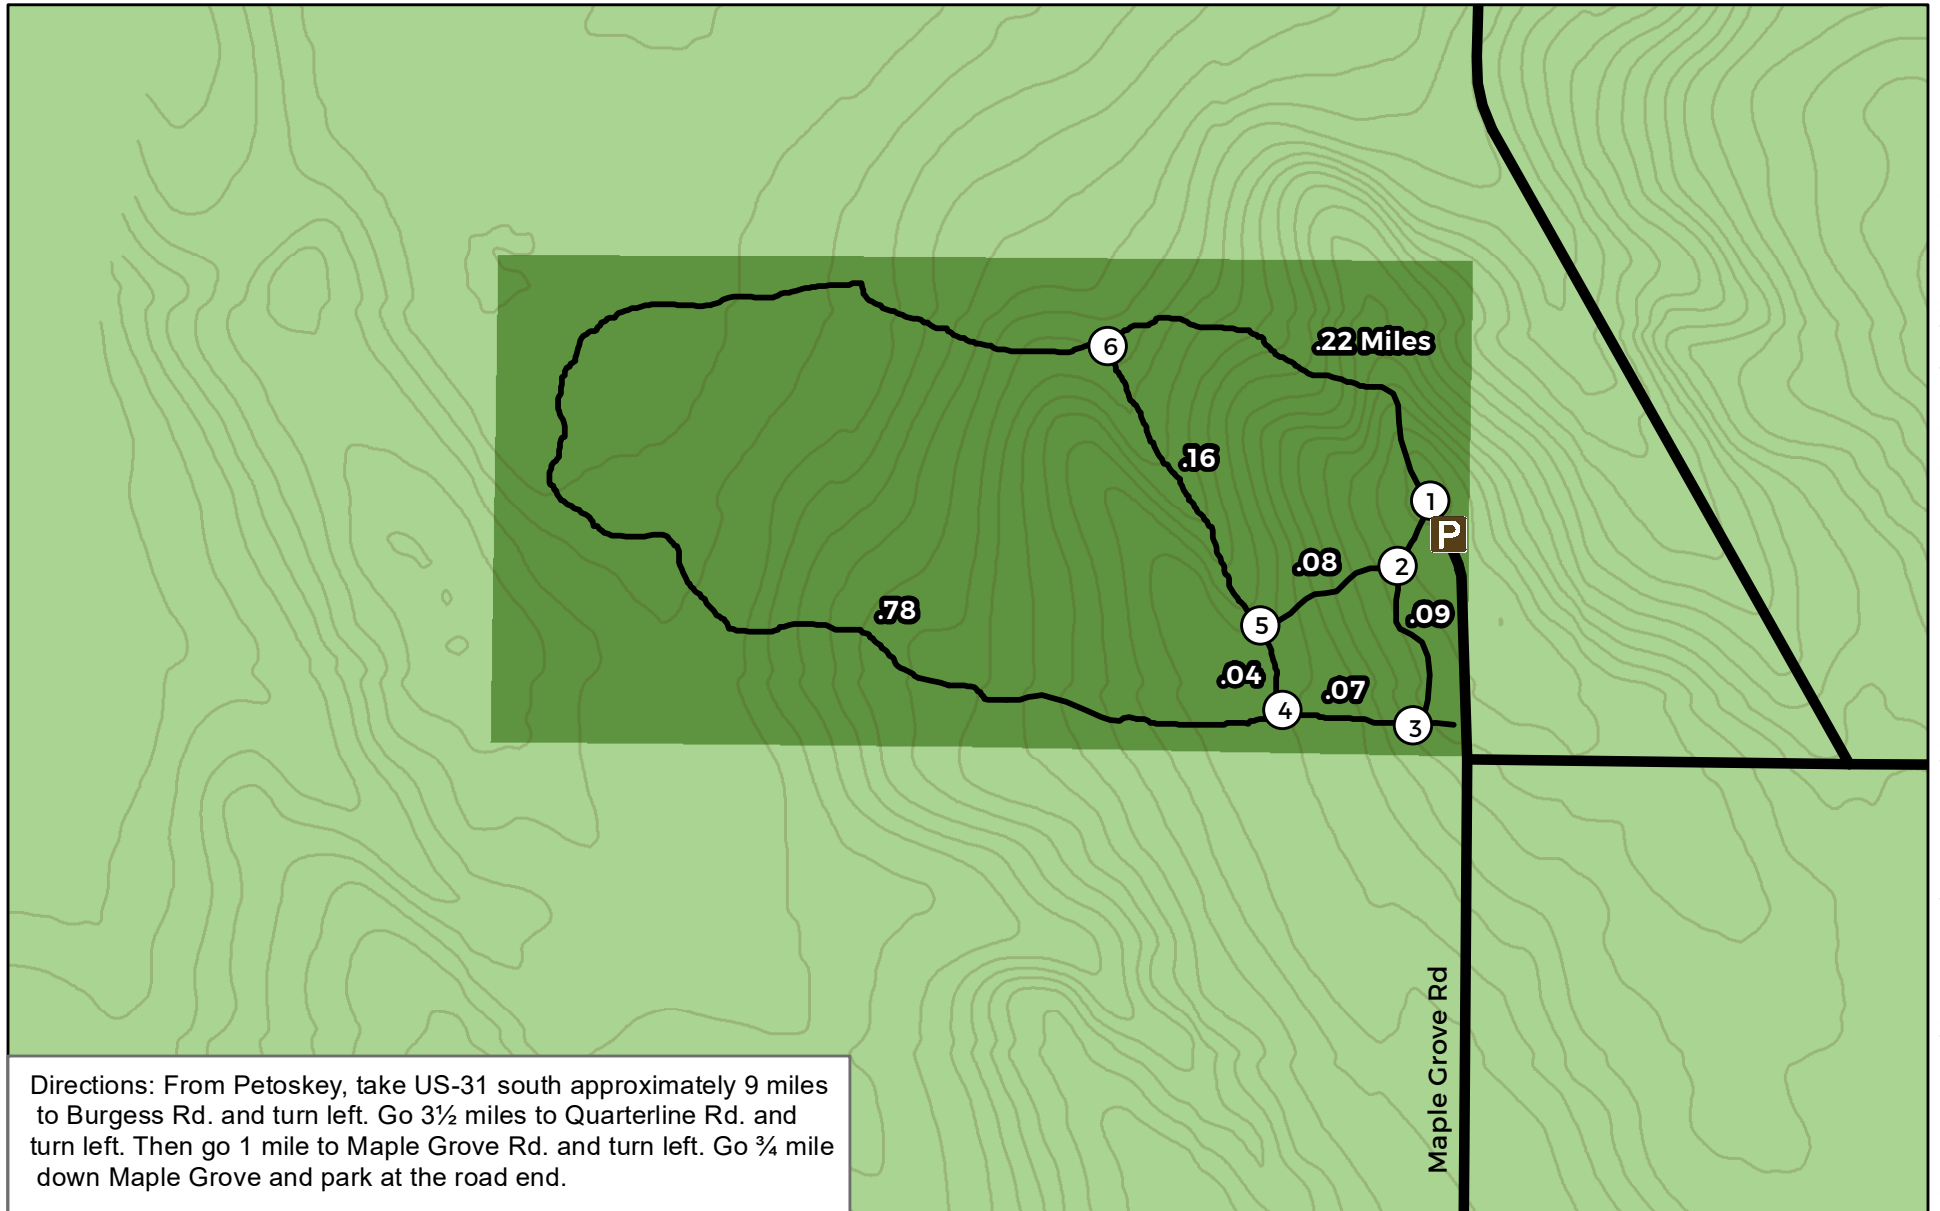 .22 Miles
6
.16
1
P
.08
2
.78
.09
5
.04
.07
4
3
Maple Grove Rd
Directions: From Petoskey, take US-31 south approximately 9 miles
to Burgess Rd. and turn left. Go 3½ miles to Quarterline Rd. and
turn left. Then go 1 mile to Maple Grove Rd. and turn left. Go ¾ mile
down Maple Grove and park at the road end.